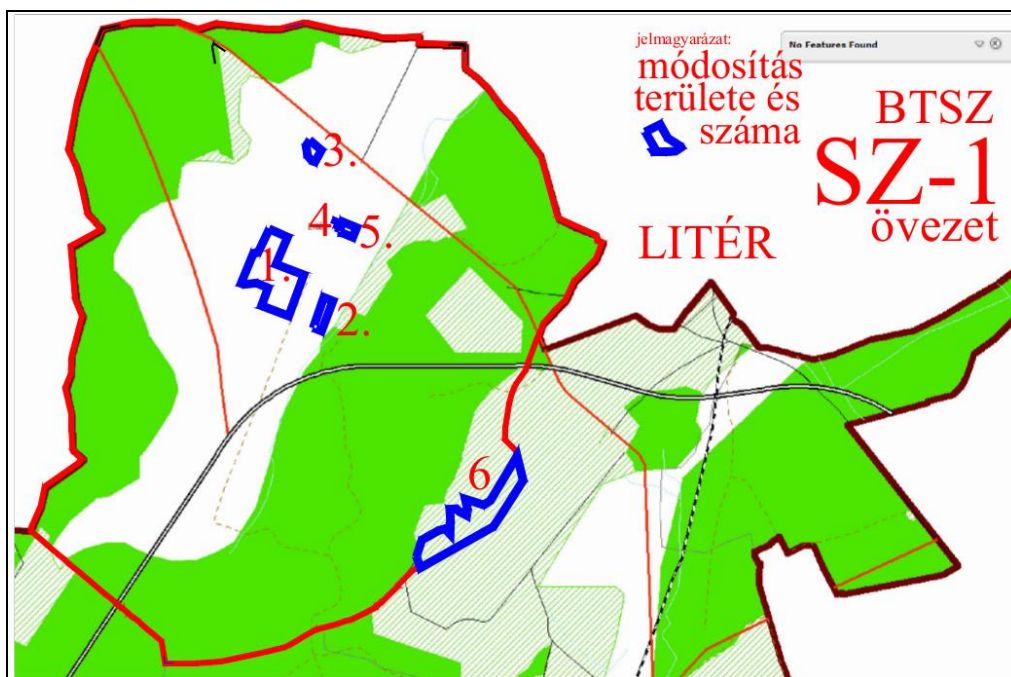 jelmagyarázat:
módosítás
területe és
száma
No Features Found
BTSZ
SZ-1
övezet
LITÉR
3.
4.
5.
1.
2.
6